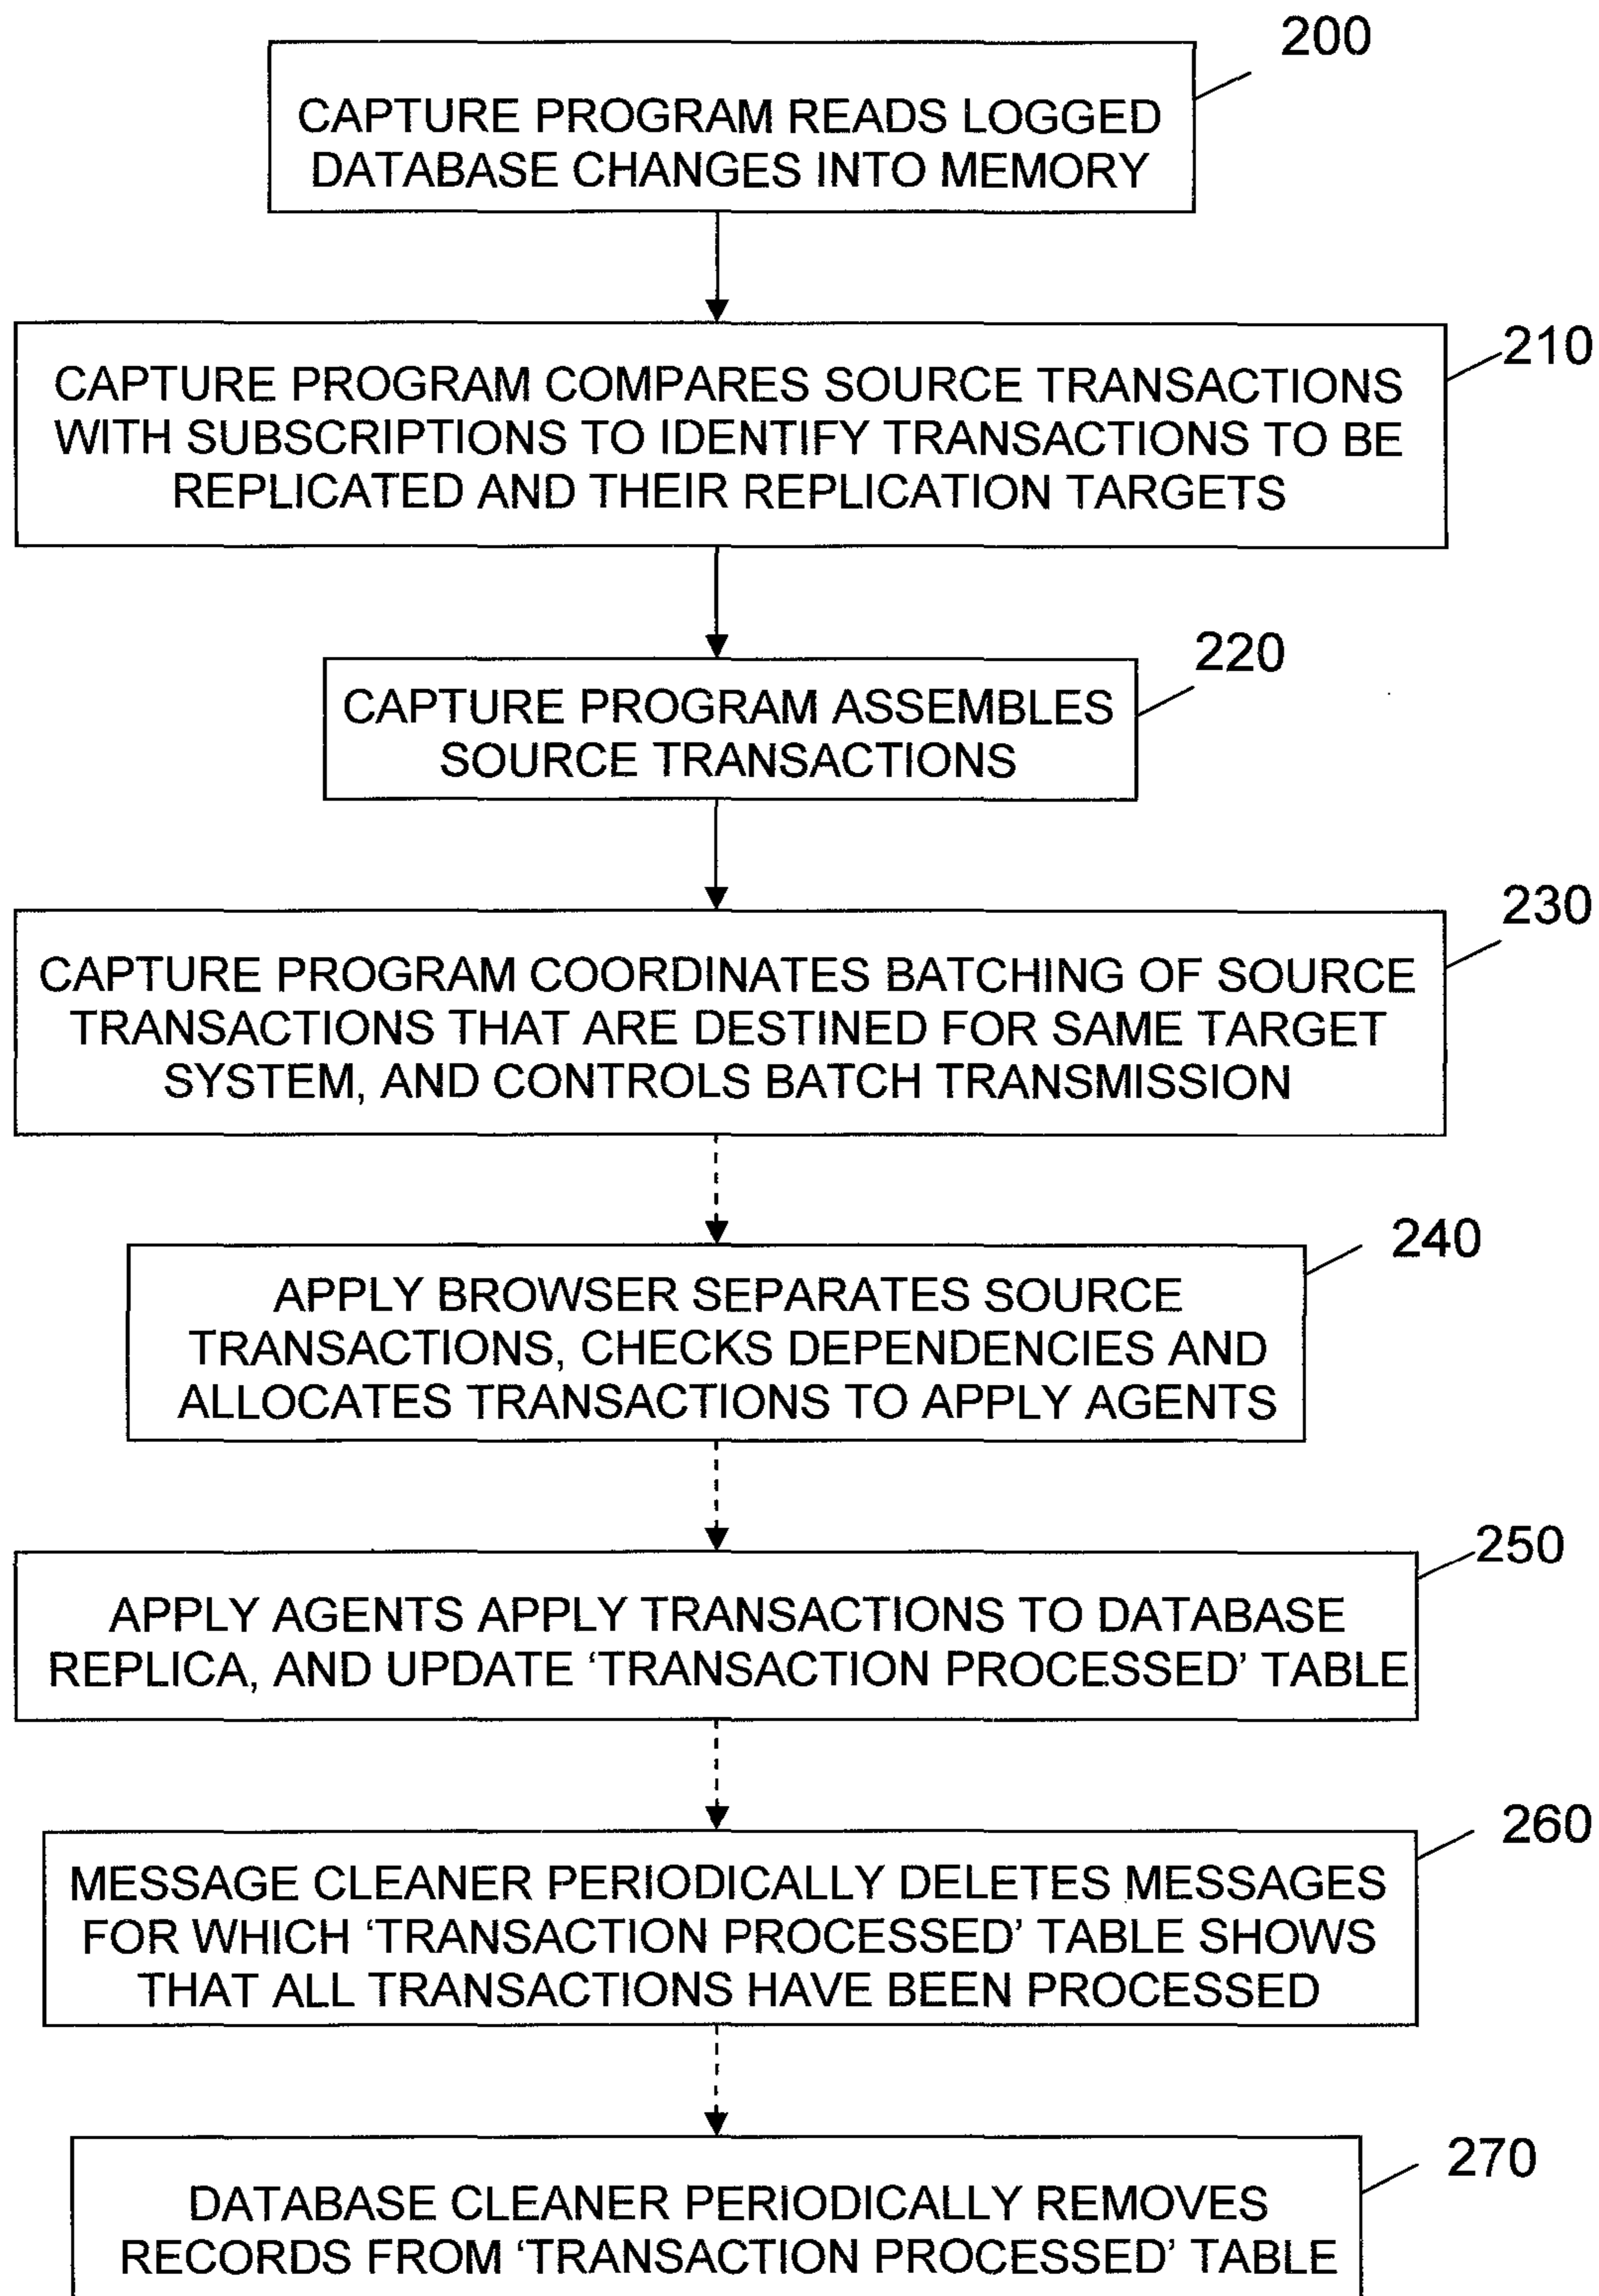 200
CAPTURE PROGRAM READS LOGGED
DATABASE CHANGES INTO MEMORY
210
CAPTURE PROGRAM COMPARES SOURCE TRANSACTIONS
WITH SUBSCRIPTIONS TO IDENTIFY TRANSACTIONS TO BE
REPLICATED AND THEIR REPLICATION TARGETS
220
CAPTURE PROGRAM ASSEMBLES
SOURCE TRANSACTIONS
230
CAPTURE PROGRAM COORDINATES BATCHING OF SOURCE
TRANSACTIONS THAT ARE DESTINED FOR SAME TARGET
SYSTEM, AND CONTROLS BATCH TRANSMISSION
240
APPLY BROWSER SEPARATES SOURCE
TRANSACTIONS, CHECKS DEPENDENCIES AND
ALLOCATES TRANSACTIONS TO APPLY AGENTS
250
APPLY AGENTS APPLY TRANSACTIONS TO DATABASE
REPLICA, AND UPDATE ‘TRANSACTION PROCESSED’ TABLE
260
MESSAGE CLEANER PERIODICALLY DELETES MESSAGES
FOR WHICH ‘TRANSACTION PROCESSED’ TABLE SHOWS
THAT ALL TRANSACTIONS HAVE BEEN PROCESSED
270
DATABASE CLEANER PERIODICALLY REMOVES
RECORDS FROM ‘TRANSACTION PROCESSED’ TABLE